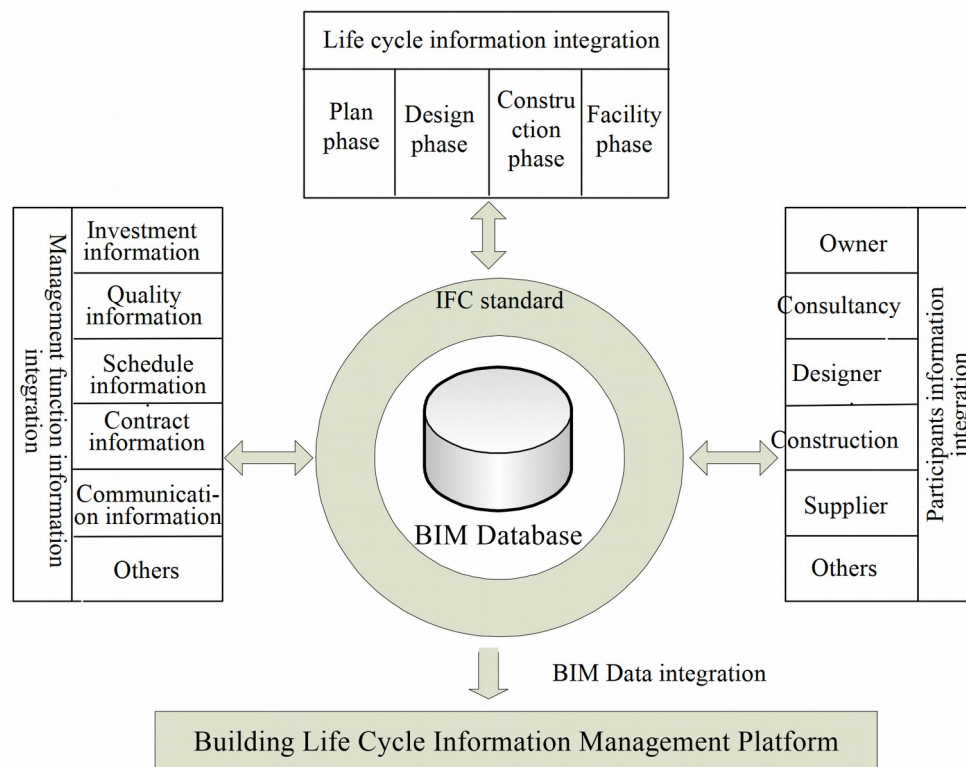 Life cycle information integration
Plan
phase
Design
phase
Constru
ction
phase
Facility
phase
Management function information
integration
Investment
information
Quality
information
Schedule
information
Contract
information
Communicati-
on information
Others
IFC standard
BIM Database
Owner
Consultancy
Designer
Construction
Supplier
Others
Participants information
integration
BIM Data integration
Building Life Cycle Information Management Platform